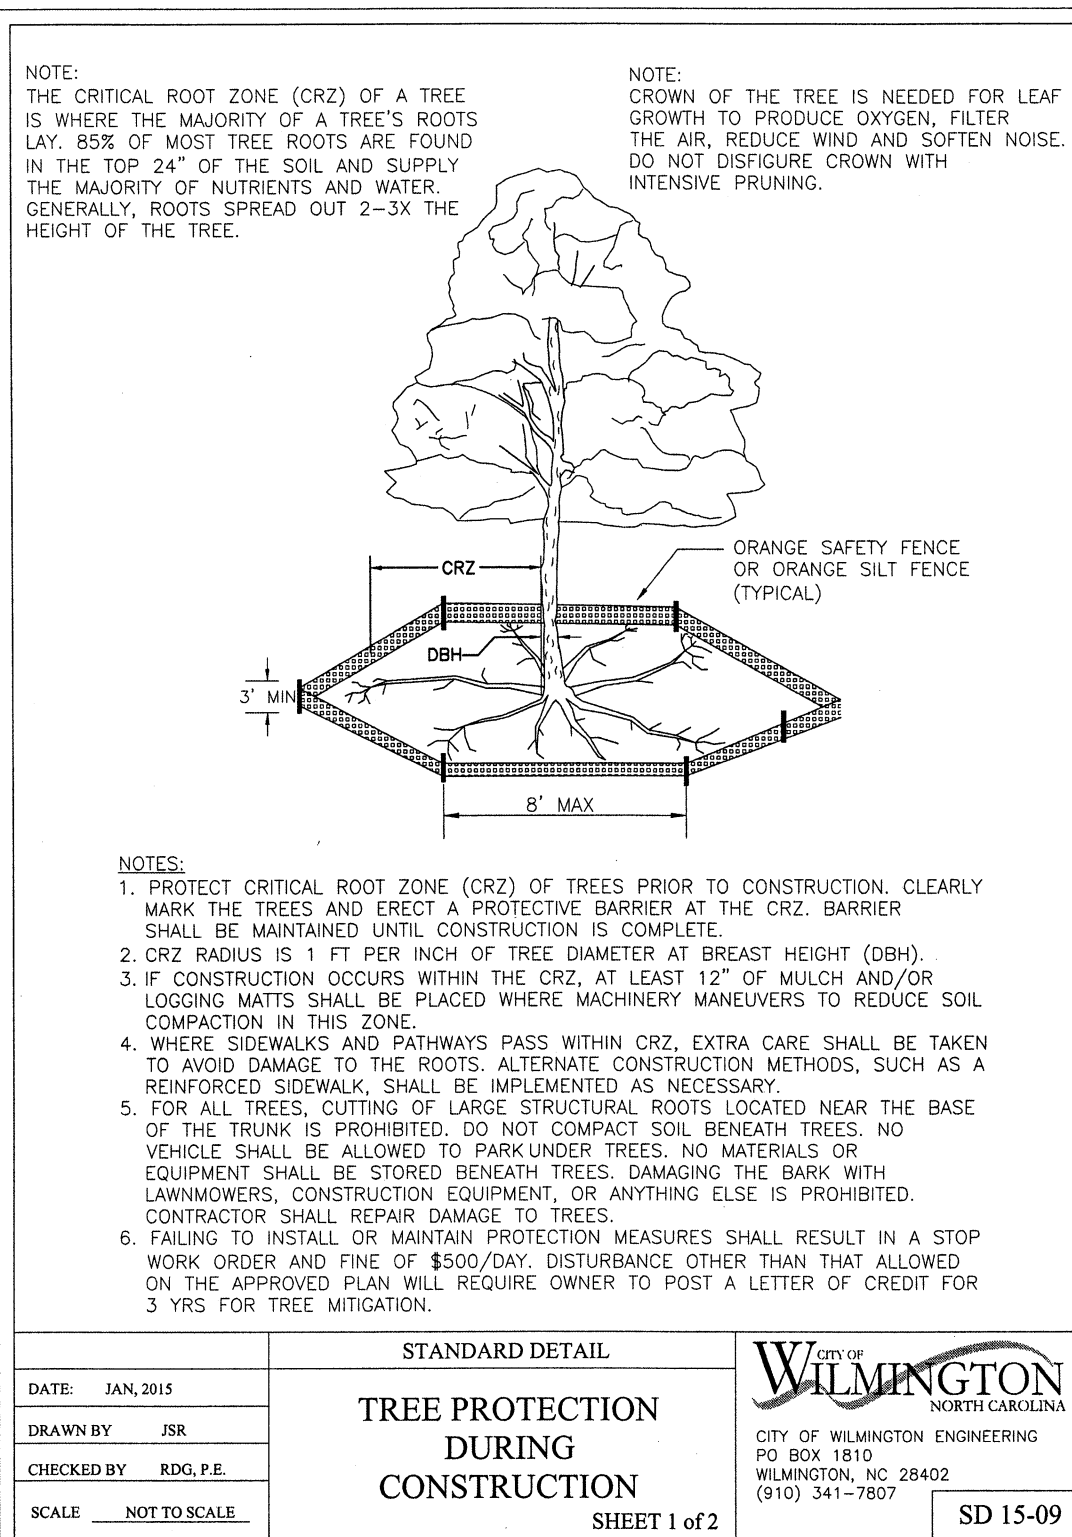 NOTE:
THE CRITICAL ROOT ZONE (CRZ) OF A TREE
IS WHERE THE MAJORITY OF A TREE'S ROOTS
LAY. 85% OF MOST TREE ROOTS ARE FOUND
IN THE TOP 24" OF THE SOIL AND SUPPLY
THE MAJORITY OF NUTRIENTS AND WATER.
GENERALLY, ROOTS SPREAD OUT 2-3X THE
HEIGHT OF THE TREE.
NOTE:
CROWN OF THE TREE IS NEEDED FOR LEAF
GROWTH TO PRODUCE OXYGEN, FILTER
THE AIR, REDUCE WIND AND SOFTEN NOISE.
DO NOT DISFIGURE CROWN WITH
INTENSIVE PRUNING.
ORANGE SAFETY FENCE
OR ORANGE SILT FENCE
(TYPICAL)
CRZ
DBH
3' MIN
8' MAX
NOTES:
1. PROTECT CRITICAL ROOT ZONE (CRZ) OF TREES PRIOR TO CONSTRUCTION. CLEARLY
MARK THE TREES AND ERECT A PROTECTIVE BARRIER AT THE CRZ. BARRIER
SHALL BE MAINTAINED UNTIL CONSTRUCTION IS COMPLETE.
2. CRZ RADIUS IS 1 FT PER INCH OF TREE DIAMETER AT BREAST HEIGHT (DBH).
3. IF CONSTRUCTION OCCURS WITHIN THE CRZ, AT LEAST 12" OF MULCH AND/OR
LOGGING MATTS SHALL BE PLACED WHERE MACHINERY MANEUVERS TO REDUCE SOIL
COMPACTION IN THIS ZONE.
4. WHERE SIDEWALKS AND PATHWAYS PASS WITHIN CRZ, EXTRA CARE SHALL BE TAKEN
TO AVOID DAMAGE TO THE ROOTS. ALTERNATE CONSTRUCTION METHODS, SUCH AS A
REINFORCED SIDEWALK, SHALL BE IMPLEMENTED AS NECESSARY.
5. FOR ALL TREES, CUTTING OF LARGE STRUCTURAL ROOTS LOCATED NEAR THE BASE
OF THE TRUNK IS PROHIBITED. DO NOT COMPACT SOIL BENEATH TREES. NO
VEHICLE SHALL BE ALLOWED TO PARK UNDER TREES. NO MATERIALS OR
EQUIPMENT SHALL BE STORED BENEATH TREES. DAMAGING THE BARK WITH
LAWNMOWERS, CONSTRUCTION EQUIPMENT, OR ANYTHING ELSE IS PROHIBITED.
CONTRACTOR SHALL REPAIR DAMAGE TO TREES.
6. FAILING TO INSTALL OR MAINTAIN PROTECTION MEASURES SHALL RESULT IN A STOP
WORK ORDER AND FINE OF $500/DAY. DISTURBANCE OTHER THAN THAT ALLOWED
ON THE APPROVED PLAN WILL REQUIRE OWNER TO POST A LETTER OF CREDIT FOR
3 YRS FOR TREE MITIGATION.
DATE: JAN, 2015
DRAWN BY JSR
CHECKED BY RDG, P.E.
SCALE NOT TO SCALE
STANDARD DETAIL
TREE PROTECTION
DURING
CONSTRUCTION
SHEET 1 of 2
CITY OF
WILMINGTON
NORTH CAROLINA
CITY OF WILMINGTON ENGINEERING
PO BOX 1810
WILMINGTON, NC 28402
(910) 341-7807
SD 15-09